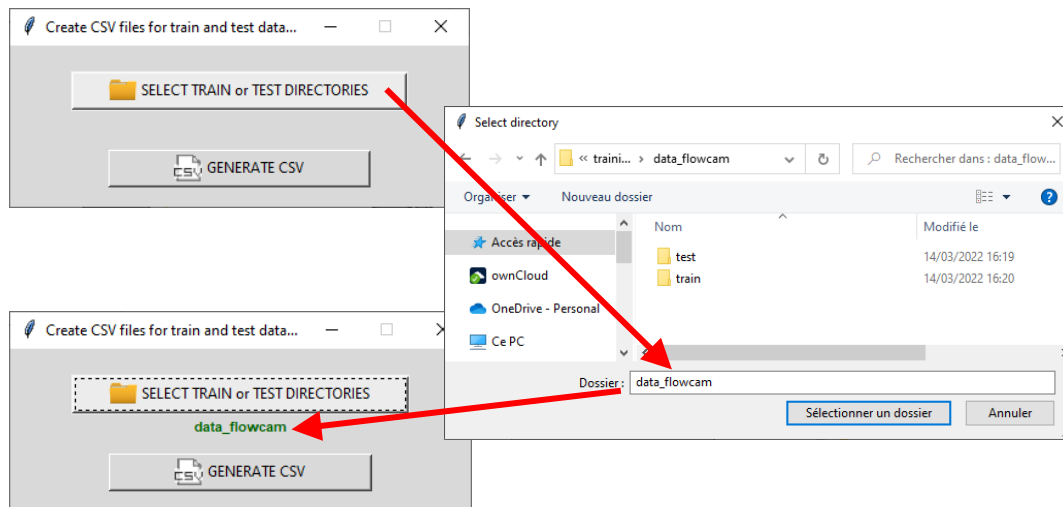 Create CSV files for train and test data...
SELECT TRAIN or TEST DIRECTORIES
GENERATE CSV
Select directory
« traini... › data_flowcam
Rechercher dans : data_flow...
Organiser
Nouveau dossier
Nom
Modifié le
Accès rapide
ownCloud
OneDrive - Personal
Ce PC
test
14/03/2022 16:19
train
14/03/2022 16:20
Dossier :
data_flowcam
Sélectionner un dossier
Annuler
Create CSV files for train and test data...
SELECT TRAIN or TEST DIRECTORIES
data_flowcam
GENERATE CSV